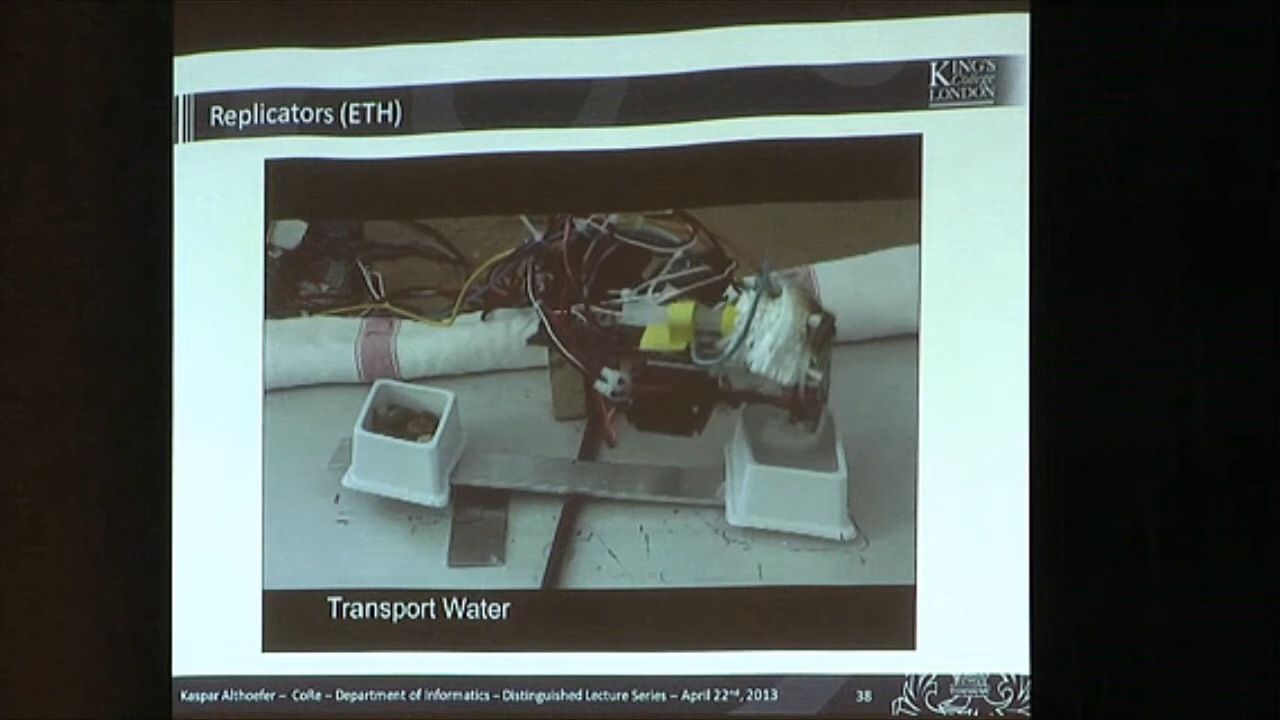 Replicators (ETH)
KING'S
College
LONDON
Transport Water
Kaspar Althoefer – CoRe – Department of Informatics – Distinguished Lecture Series – April 22nd, 2013
38